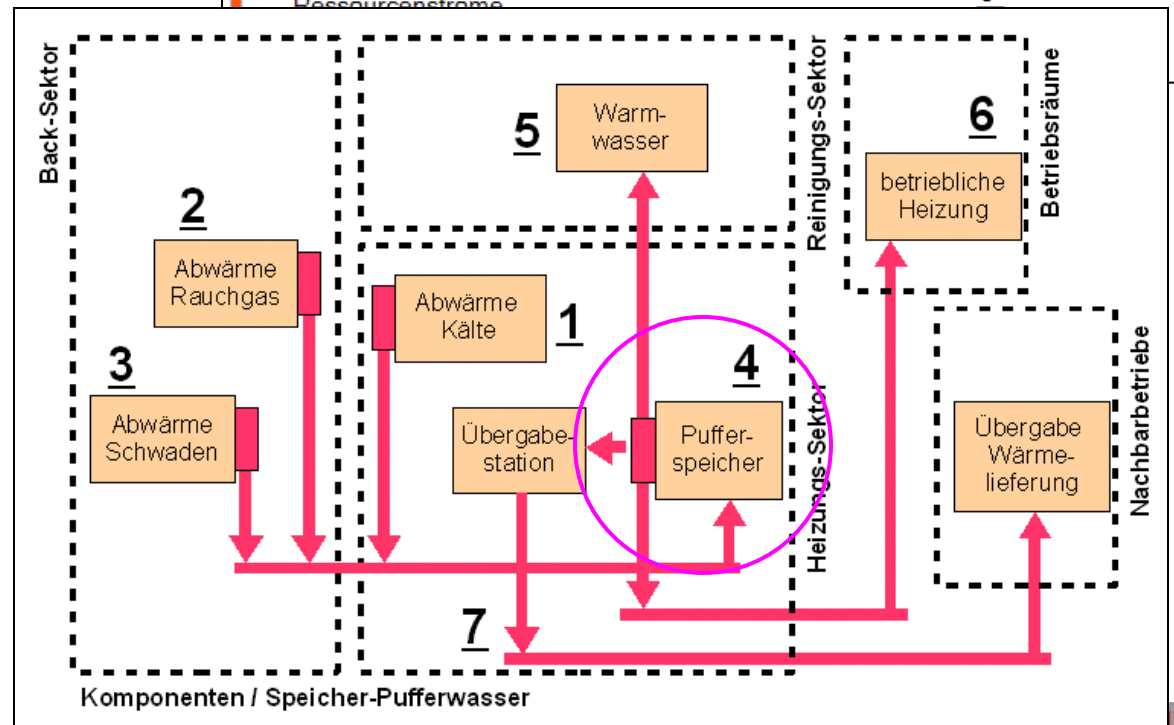 Ressourcenströme
Back-Sektor
2
Abwärme
Rauchgas
3
Abwärme
Schwaden
5
Warm-
wasser
Reinigungs-Sektor
Abwärme
Kälte
1
4
Übergabe-
station
Puffer-
speicher
Heizungs-Sektor
7
6
betriebliche
Heizung
Betriebsräume
Übergabe
Wärme-
lieferung
Nachbarbetriebe
Komponenten / Speicher-Pufferwasser